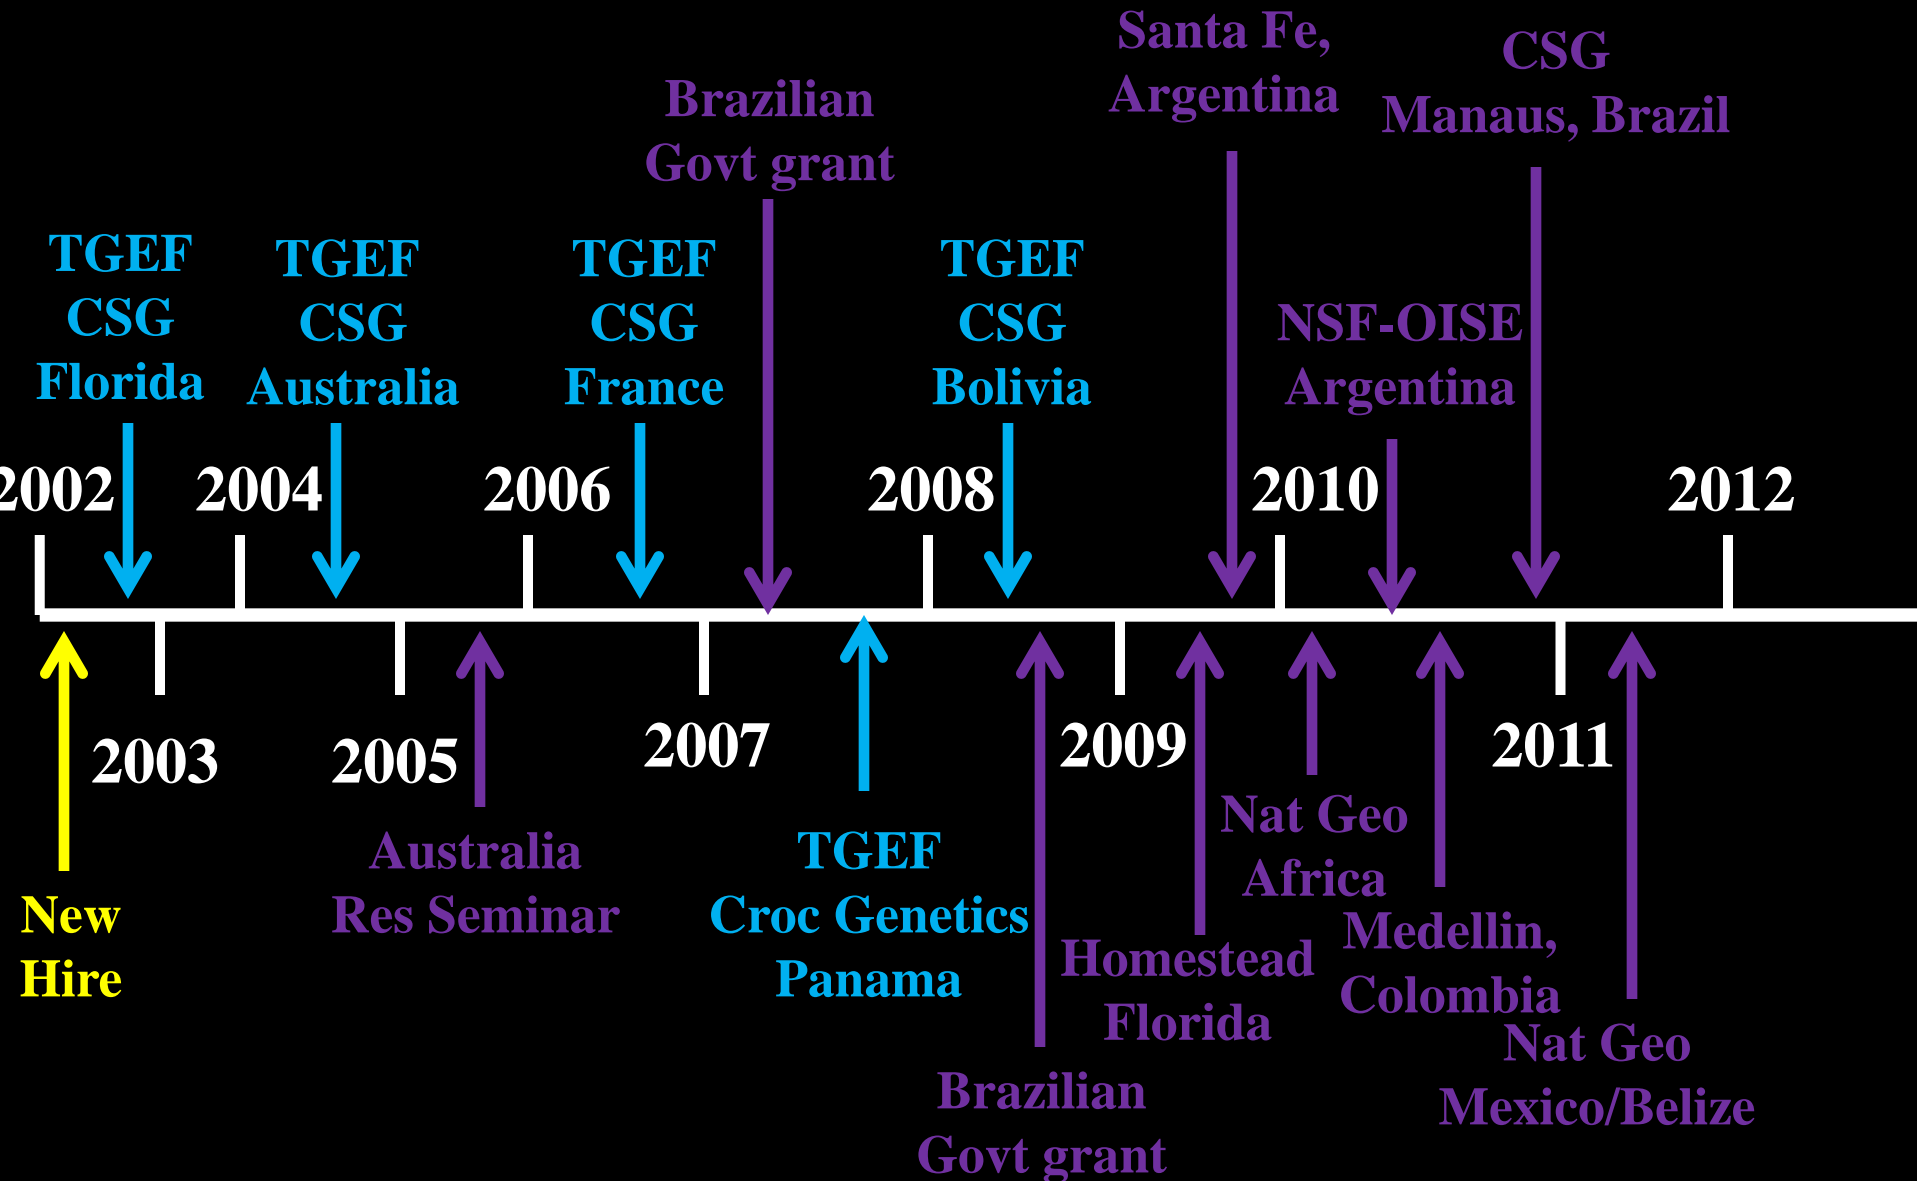 Santa Fe,
Argentina
CSG
Manaus, Brazil
Brazilian
Govt grant
TGEF
CSG
Florida
TGEF
CSG
Australia
TGEF
CSG
France
TGEF
CSG
Bolivia
NSF-OISE
Argentina
2002
2004
2006
2008
2010
2012
2003
2005
2007
2009
2011
New
Hire
Australia
Res Seminar
TGEF
Croc Genetics
Panama
Brazilian
Govt grant
Homestead
Florida
Nat Geo
Africa
Medellin,
Colombia
Nat Geo
Mexico/Belize